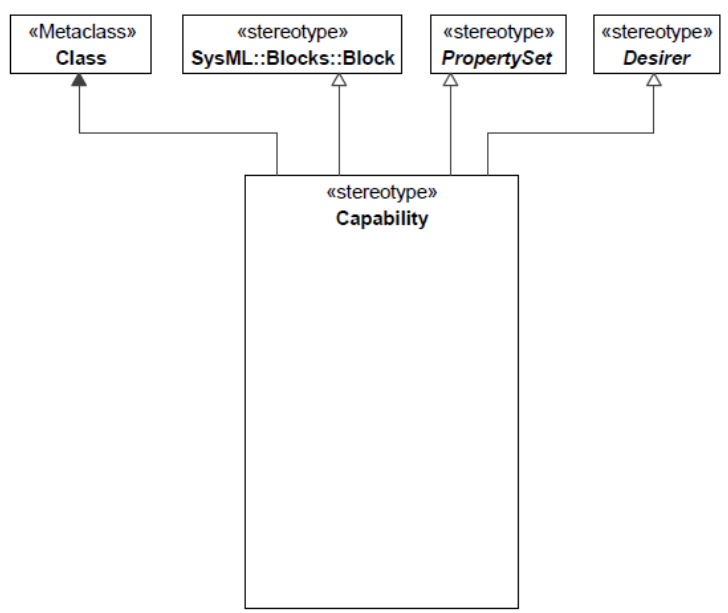 «Metaclass»
Class
«stereotype»
SysML::Blocks::Block
«stereotype»
PropertySet
«stereotype»
Desirer
«stereotype»
Capability